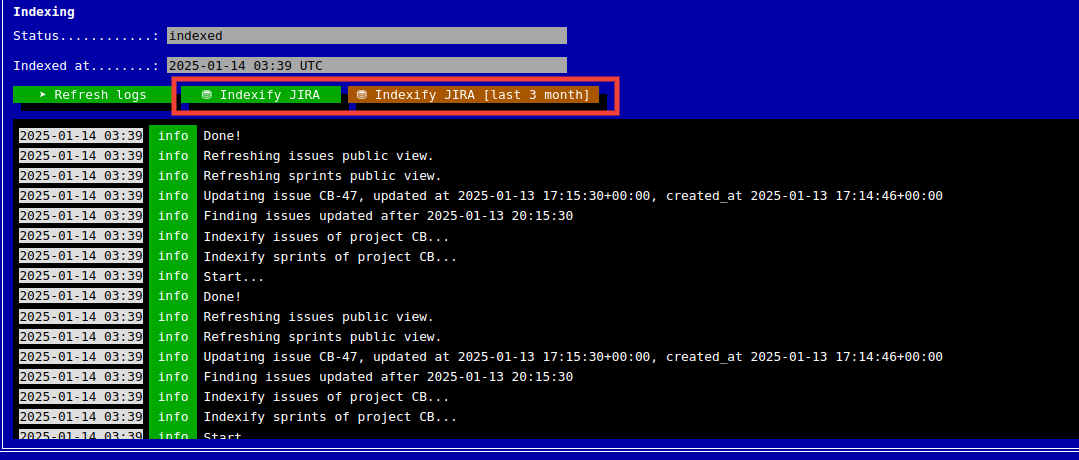 Indexing
Status............: indexed
Indexed at........: 2025-01-14 03:39 UTC
➤ Refresh logs ⛃ Indexify JIRA ⛃ Indexify JIRA [last 3 month]
2025-01-14 03:39 info Done!
2025-01-14 03:39 info Refreshing issues public view.
2025-01-14 03:39 info Refreshing sprints public view.
2025-01-14 03:39 info Updating issue CB-47, updated at 2025-01-13 17:15:30+00:00, created_at 2025-01-13 17:14:46+00:00
2025-01-14 03:39 info Finding issues updated after 2025-01-13 20:15:30
2025-01-14 03:39 info Indexify issues of project CB...
2025-01-14 03:39 info Indexify sprints of project CB...
2025-01-14 03:39 info Start...
2025-01-14 03:39 info Done!
2025-01-14 03:39 info Refreshing issues public view.
2025-01-14 03:39 info Refreshing sprints public view.
2025-01-14 03:39 info Updating issue CB-47, updated at 2025-01-13 17:15:30+00:00, created_at 2025-01-13 17:14:46+00:00
2025-01-14 03:39 info Finding issues updated after 2025-01-13 20:15:30
2025-01-14 03:39 info Indexify issues of project CB...
2025-01-14 03:39 info Indexify sprints of project CB...
2025-01-14 03:39 info Start